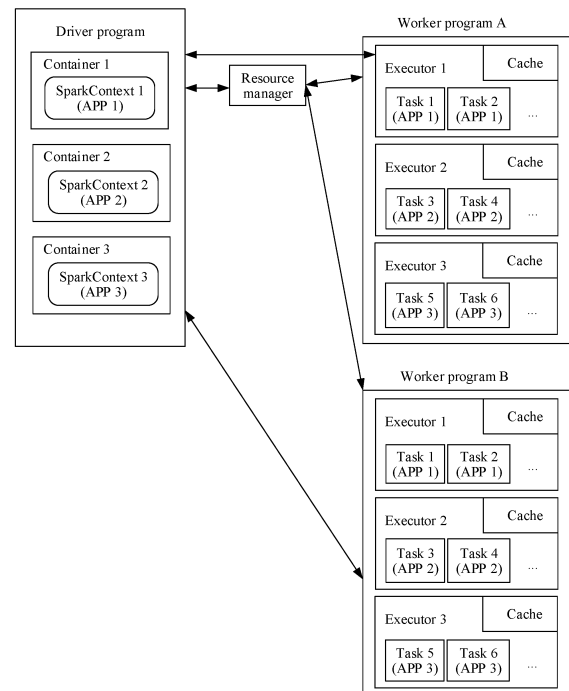 Driver program
Container 1
SparkContext 1
(APP 1)
Container 2
SparkContext 2
(APP 2)
Container 3
SparkContext 3
(APP 3)
Resource
manager
Worker program A
Executor 1
Cache
Task 1
(APP 1)
Task 2
(APP 1)
...
Executor 2
Cache
Task 3
(APP 2)
Task 4
(APP 2)
...
Executor 3
Cache
Task 5
(APP 3)
Task 6
(APP 3)
...
Worker program B
Executor 1
Cache
Task 1
(APP 1)
Task 2
(APP 1)
...
Executor 2
Cache
Task 3
(APP 2)
Task 4
(APP 2)
...
Executor 3
Cache
Task 5
(APP 3)
Task 6
(APP 3)
...